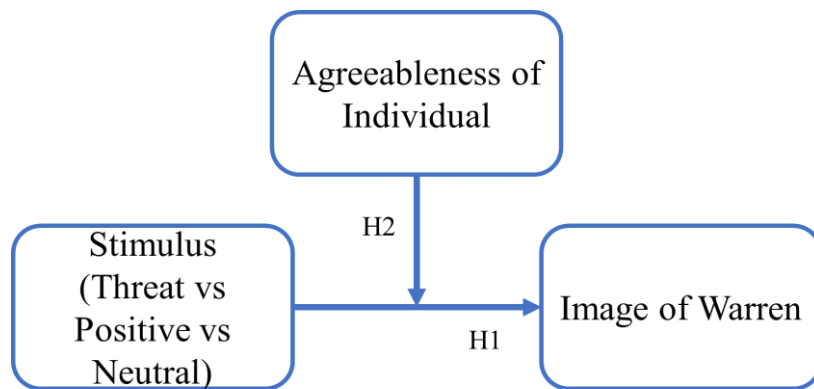 Agreeableness of
Individual
H2
Stimulus
(Threat vs
Positive vs
Neutral)
H1
Image of Warren